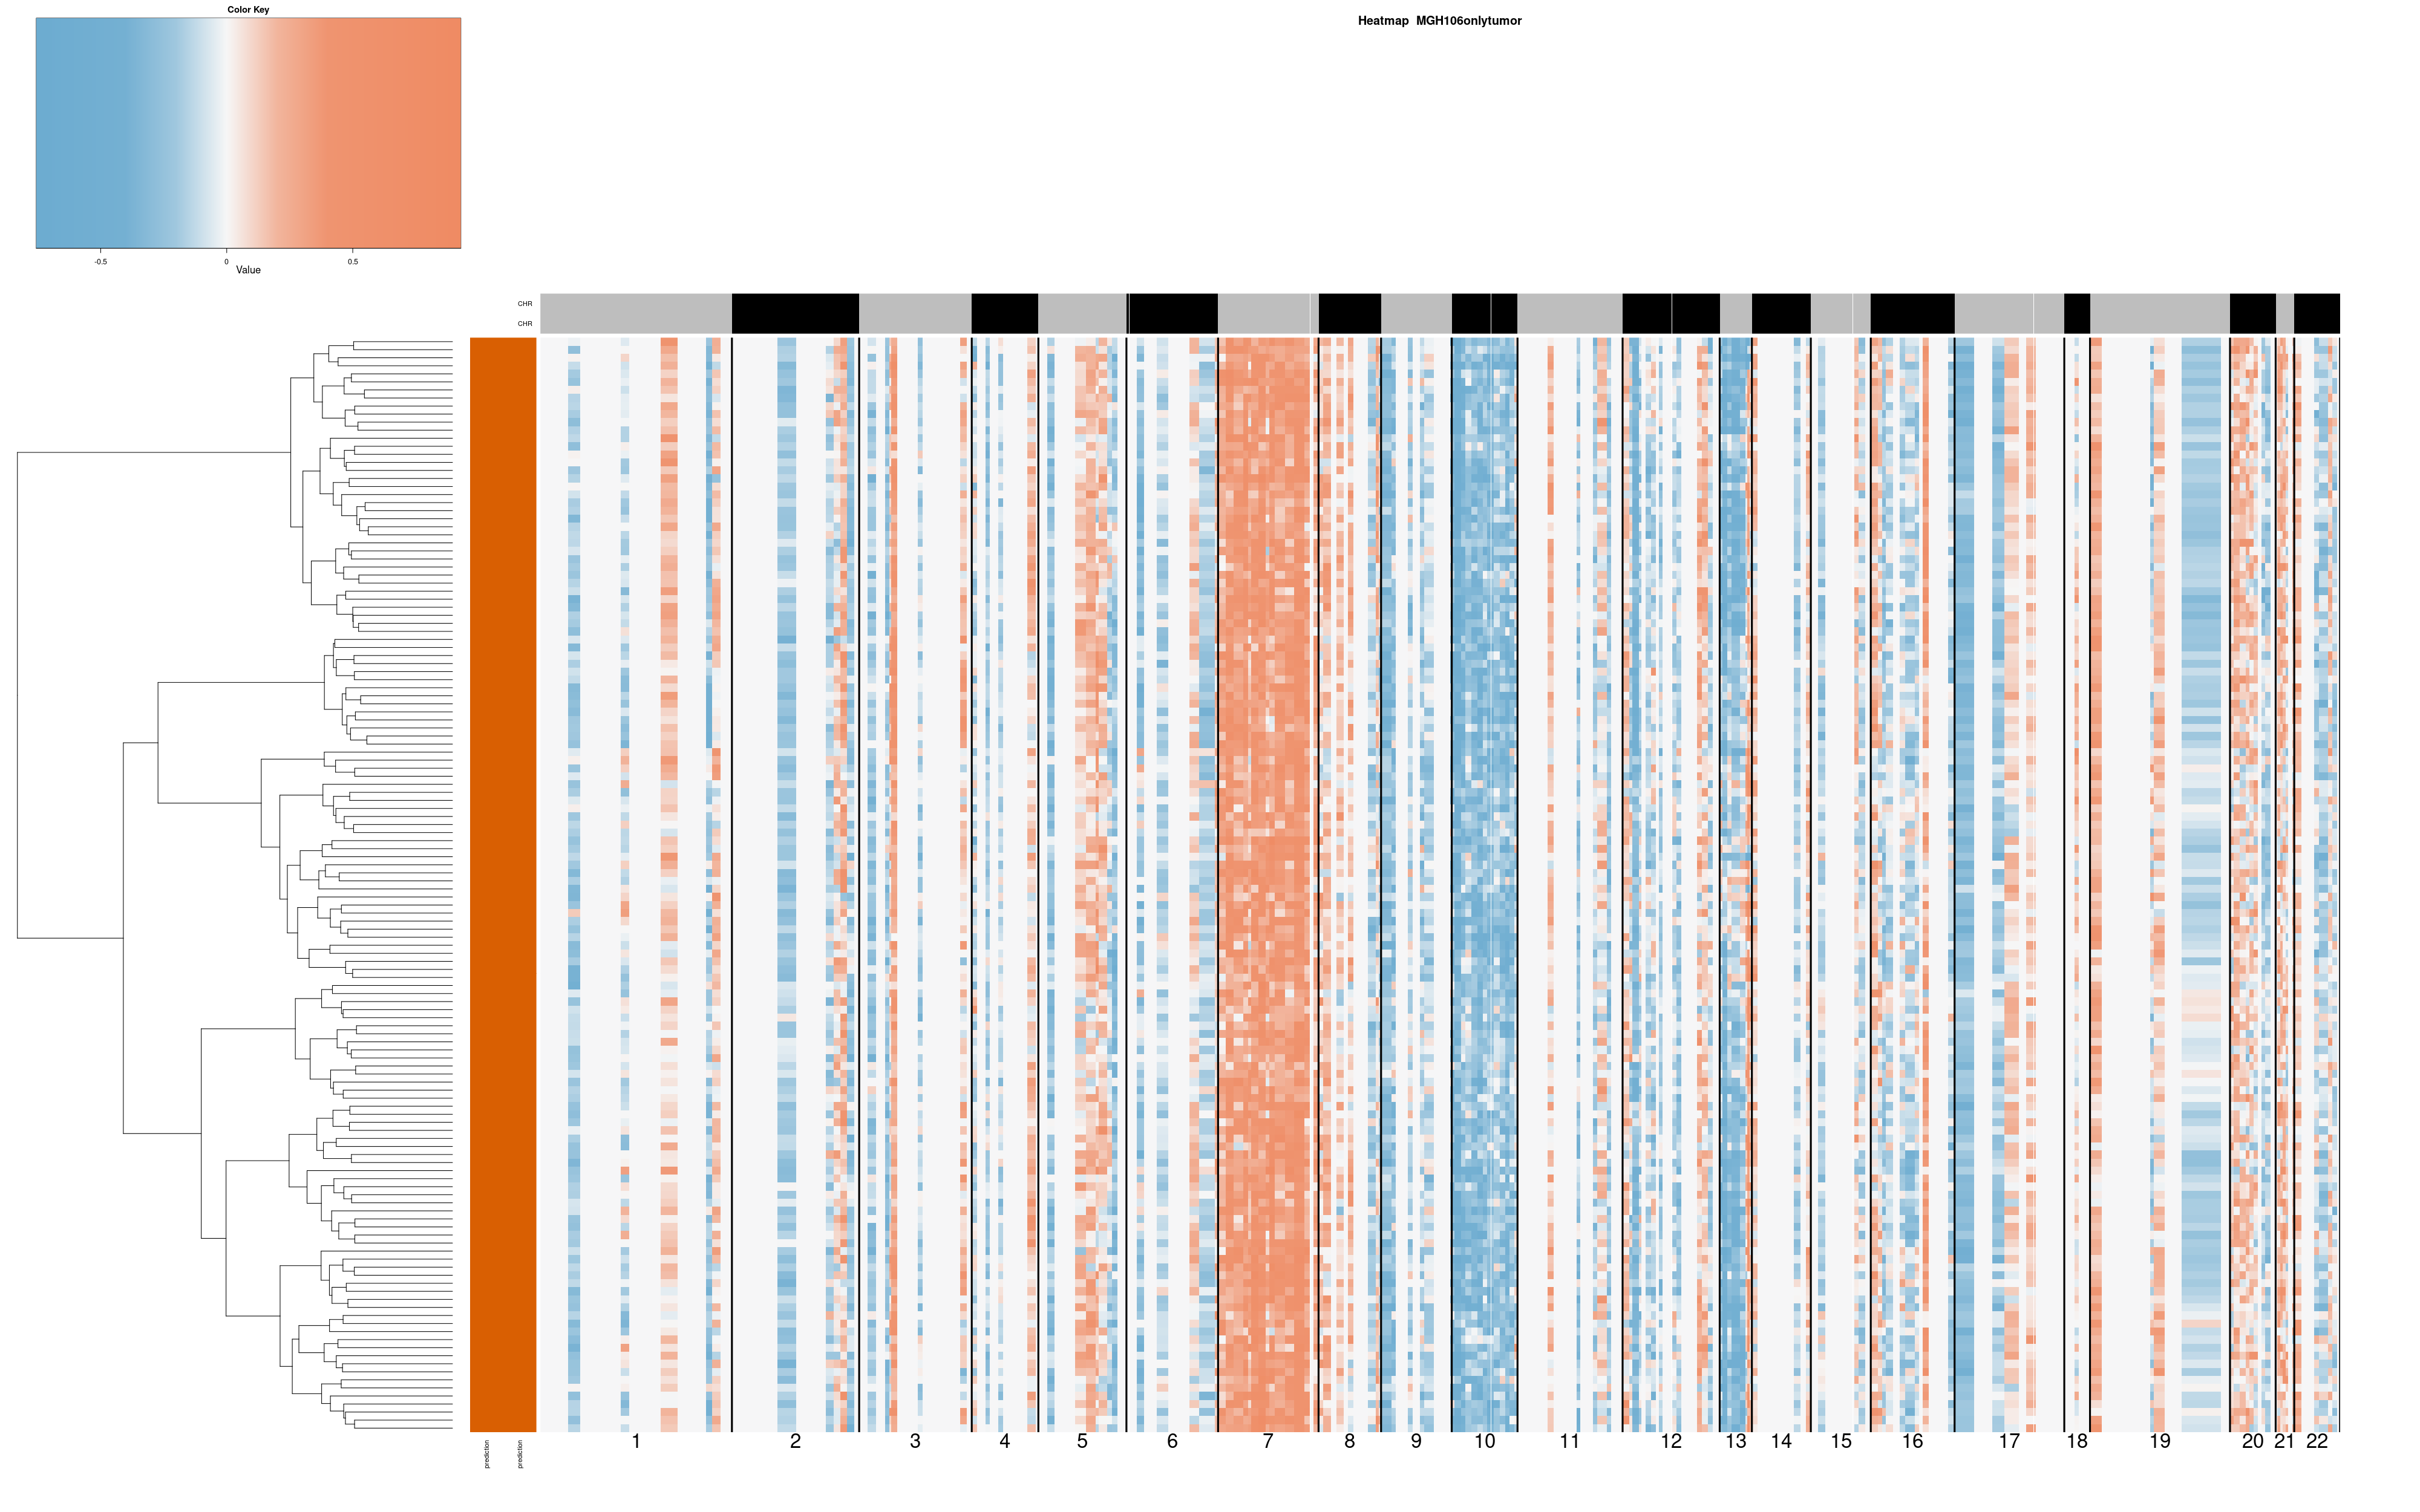 Color Key
Heatmap MGH106onlytumor
-0.5 0 0.5
Value
CHR
CHR
prediction
prediction
1 2 3 4 5 6 7 8 9 10 11 12 13 14 15 16 17 18 19 20 21 22